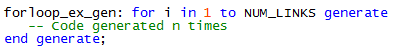 forloop_ex_gen: for i in 1 to NUM_LINKS generate
-- Code generated n times
end generate;